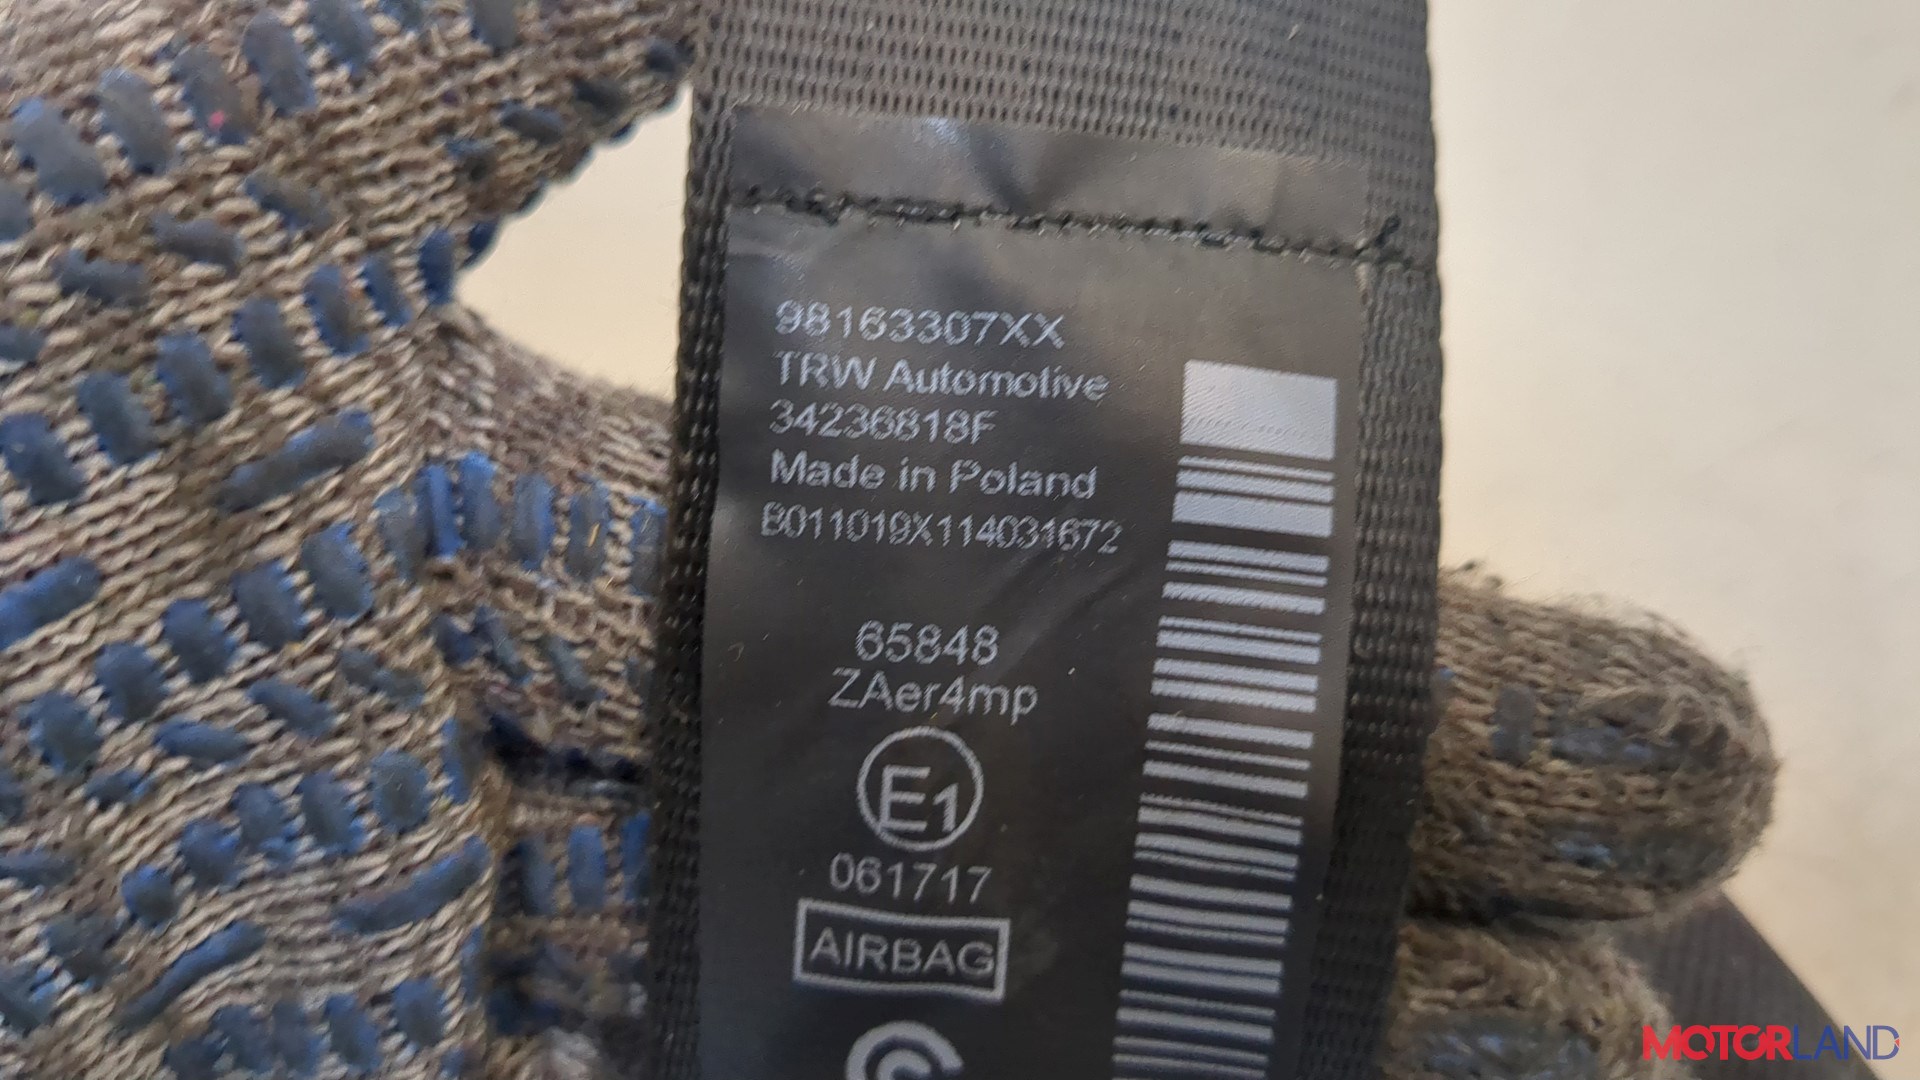 98163307XX
TRW Automotive
34236818F
Made in Poland
B011019X114031672
65848
ZAer4mp
E1
061717
AIRBAG
MOTORLAND